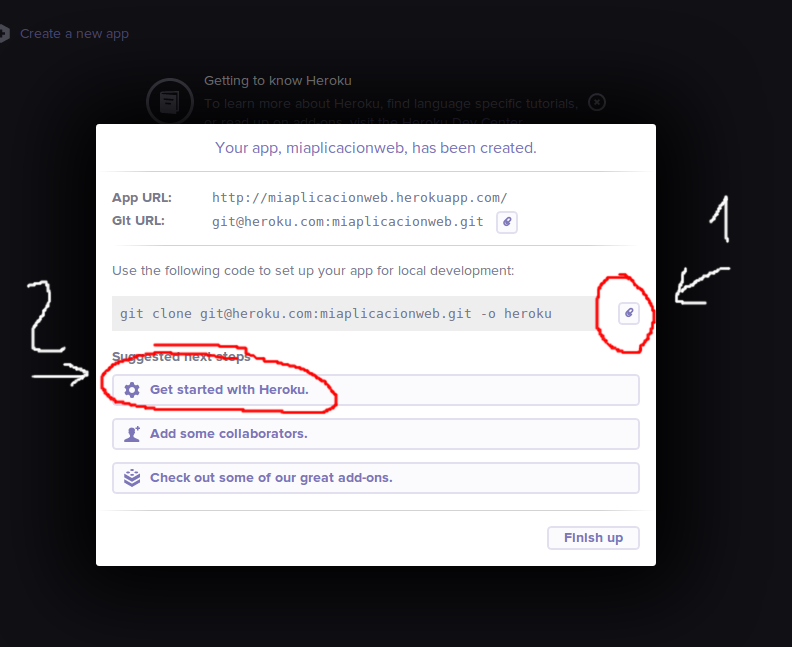 Create a new app
Getting to know Heroku
To learn more about Heroku, find language specific tutorials,
or read up on add-ons, visit the Heroku Dev Center
Your app, miaplicacionweb, has been created.
App URL: http://miaplicacionweb.herokuapp.com/
Git URL: git@heroku.com:miaplicacionweb.git
1
Use the following code to set up your app for local development:
git clone git@heroku.com:miaplicacionweb.git -o heroku
2
Suggested next steps
Get started with Heroku.
Add some collaborators.
Check out some of our great add-ons.
Finish up